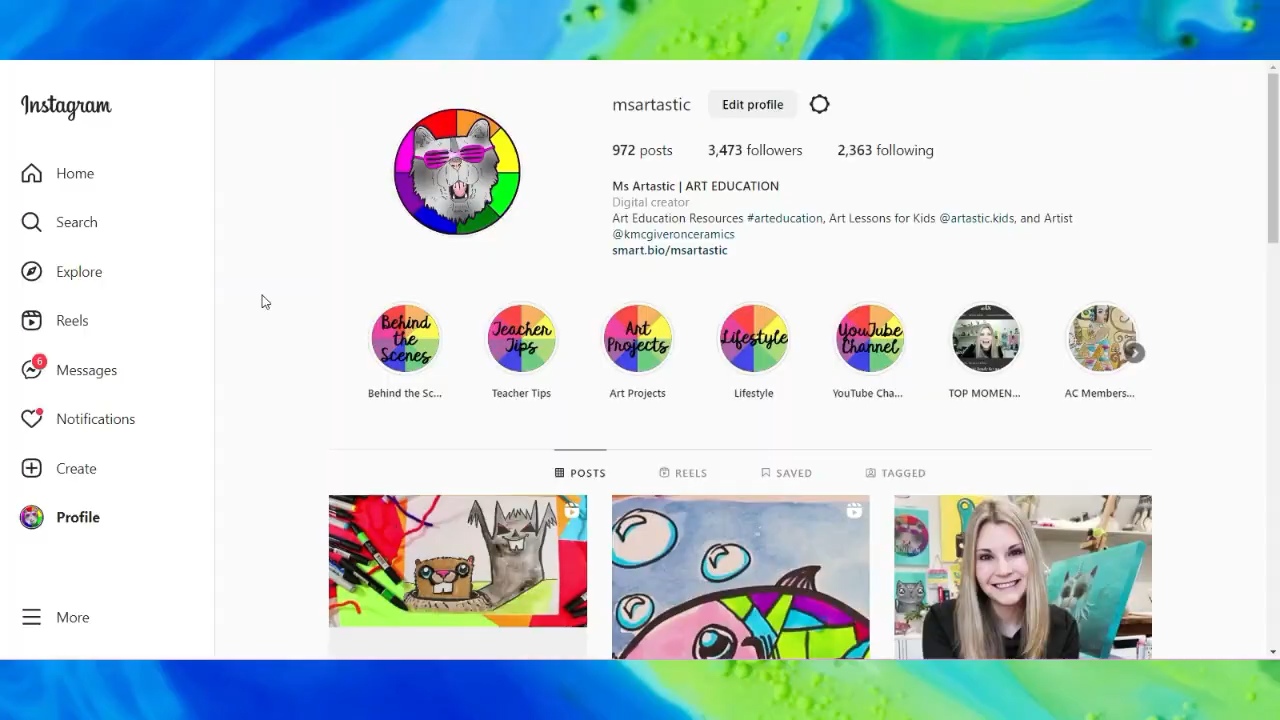 Instagram
Home
Search
Explore
Reels
6
Messages
Notifications
Create
Profile
More
msartastic
Edit profile
972 posts
3,473 followers
2,363 following
Ms Artastic | ART EDUCATION
Digital creator
Art Education Resources #arteducation, Art Lessons for Kids @artastic.kids, and Artist
@kmcgiveronceramics
smart.bio/msartastic
Behind
the
Scenes
Teacher
Tips
Art
Projects
Lifestyle
YouTube
Channel
Behind the Sc...
Teacher Tips
Art Projects
Lifestyle
YouTube Cha...
TOP MOMEN...
AC Members...
POSTS
REELS
SAVED
TAGGED